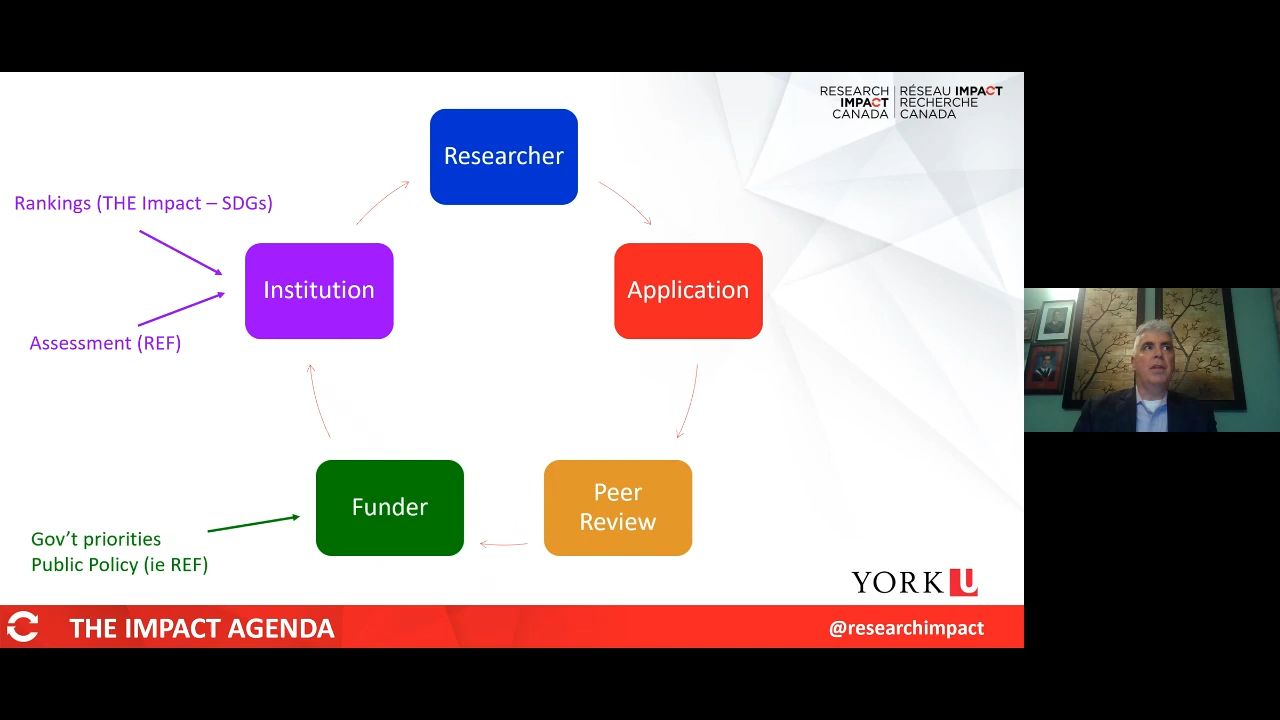 RESEARCH
IMPACT
CANADA
RÉSEAU IMPACT
RECHERCHE
CANADA
Researcher
Rankings (THE Impact – SDGs)
Institution
Application
Assessment (REF)
Funder
Peer
Review
Gov't priorities
Public Policy (ie REF)
YORK U
THE IMPACT AGENDA
@researchimpact